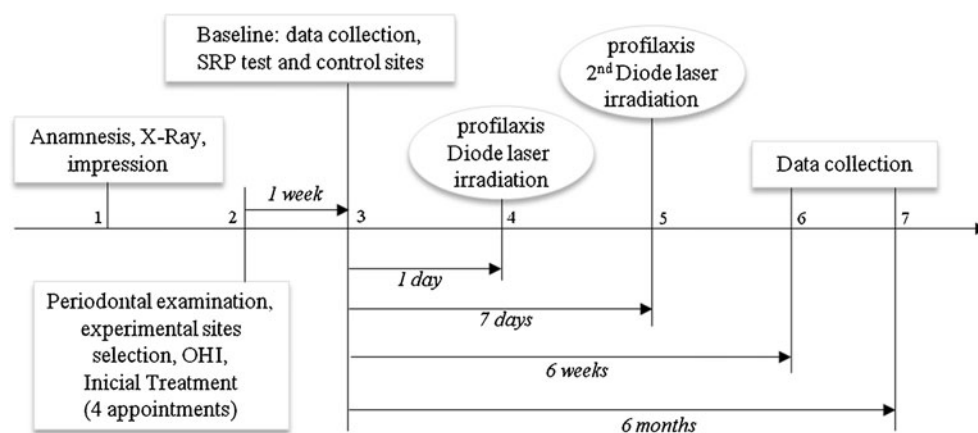 Baseline: data collection,
SRP test and control sites
profilaxis
2nd Diode laser
irradiation
Anamnesis, X-Ray,
impression
profilaxis
Diode laser
irradiation
Data collection
1 week
1 2 3 4 5 6 7
1 day
7 days
6 weeks
6 months
Periodontal examination,
experimental sites
selection, OHI,
Inicial Treatment
(4 appointments)